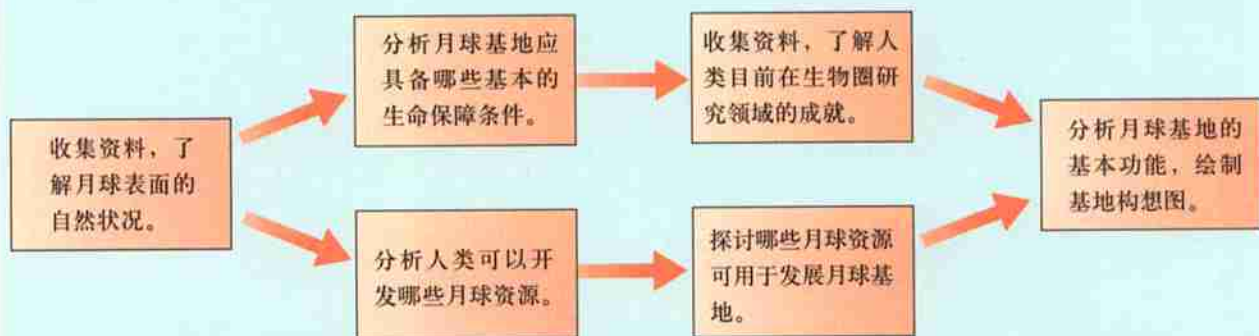 收集资料，了
解月球表面的
自然状况。
分析月球基地应
具备哪些基本的
生命保障条件。
收集资料，了解人
类目前在生物圈研
究领域的成就。
分析人类可以开
发哪些月球资源。
探讨哪些月球资源
可用于发展月球基
地。
分析月球基地的
基本功能，绘制
基地构想图。